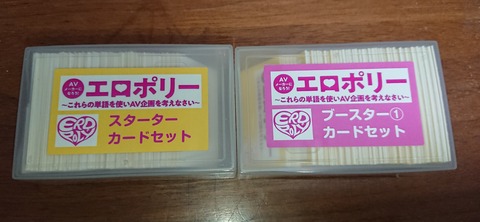 AV
メーカーに
なろう!
エロポリー
〜これらの単語を使いAV企画を考えなさい〜
スターター
カードセット
ERO
POLY
AV
メーカーに
なろう!
エロポリー
〜これらの単語を使いAV企画を考えなさい〜
ブースター①
カードセット
ERO
POLY